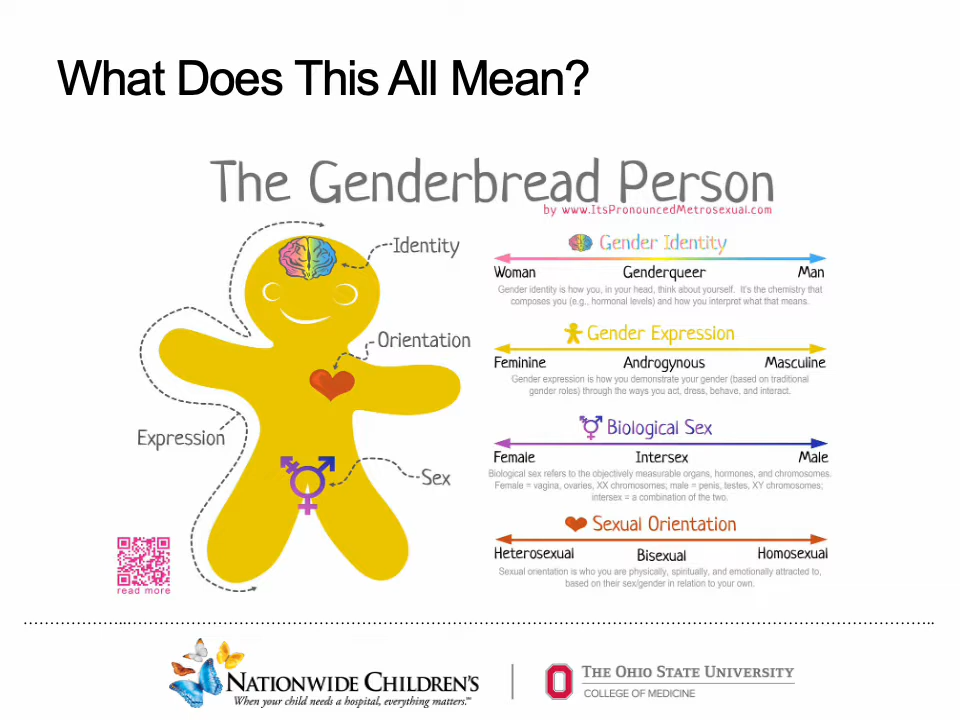 What Does This All Mean?
The Genderbread Person
by www.ItsPronouncedMetrosexual.com
Identity
Orientation
Expression
Sex
read more
Gender Identity
Woman Genderqueer Man
Gender identity is how you, in your head, think about yourself. It's the chemistry that
composes you (e.g., hormonal levels) and how you interpret what that means.
Gender Expression
Feminine Androgynous Masculine
Gender expression is how you demonstrate your gender (based on traditional
gender roles) through the ways you act, dress, behave, and interact.
Biological Sex
Female Intersex Male
Biological sex refers to the objectively measurable organs, hormones, and chromosomes.
Female = vagina, ovaries, XX chromosomes; male = penis, testes, XY chromosomes;
intersex = a combination of the two.
Sexual Orientation
Heterosexual Bisexual Homosexual
Sexual orientation is who you are physically, spiritually, and emotionally attracted to,
based on their sex/gender in relation to your own.
NATIONWIDE CHILDREN'S
When your child needs a hospital, everything matters.™
THE OHIO STATE UNIVERSITY
COLLEGE OF MEDICINE